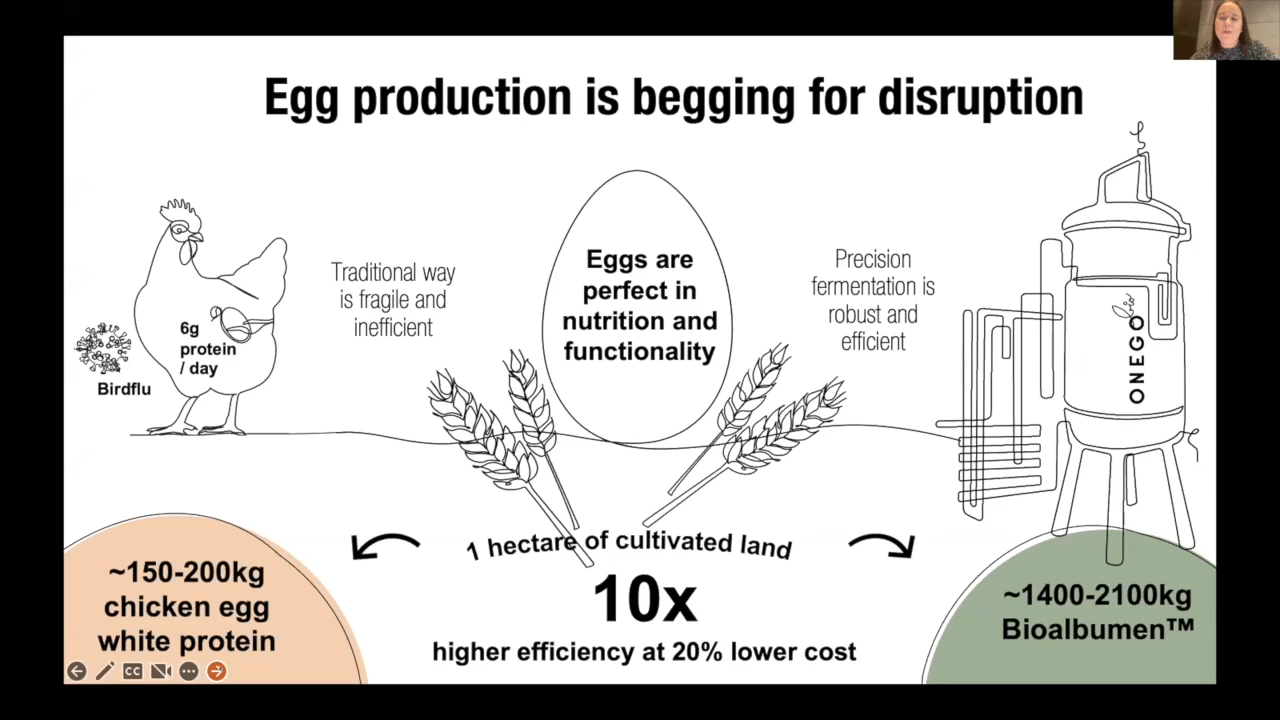 Egg production is begging for disruption
Traditional way
is fragile and
inefficient
Eggs are
perfect in
nutrition and
functionality
Precision
fermentation is
robust and
efficient
6g
protein
/ day
Birdflu
ONEGO
bio
1 hectare of cultivated land
10x
higher efficiency at 20% lower cost
~150-200kg
chicken egg
white protein
~1400-2100kg
Bioalbumen™
CC